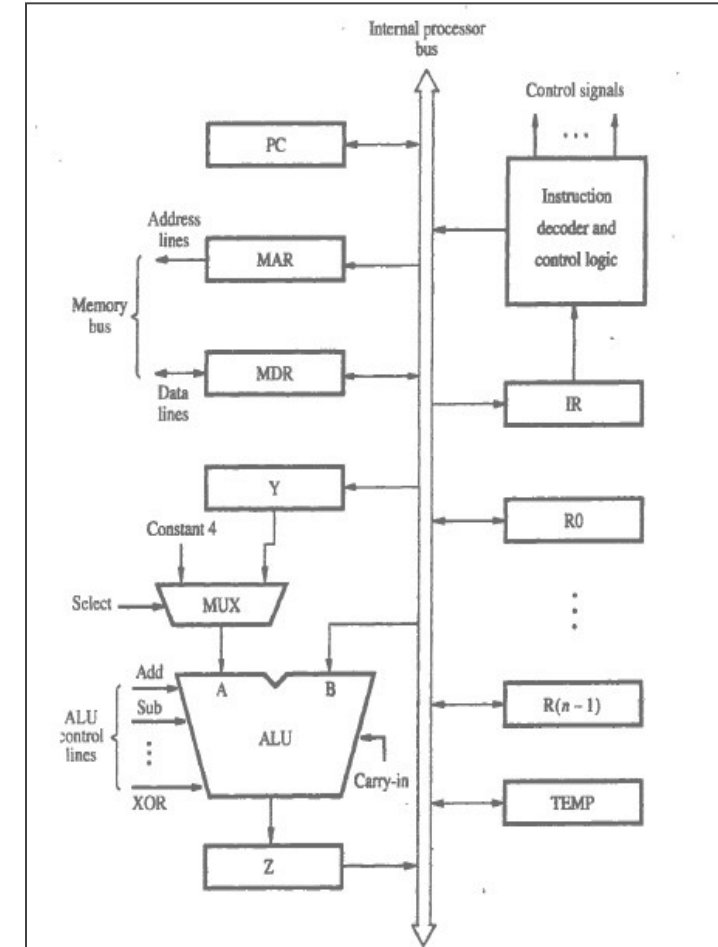 Internal processor
bus
Control signals
...
PC
Instruction
decoder and
control logic
Address
lines
MAR
Memory
bus
MDR
Data
lines
IR
Y
R0
Constant 4
Select
MUX
Add
A
B
R(n − 1)
Sub
ALU
control
lines
ALU
XOR
Carry-in
TEMP
Z